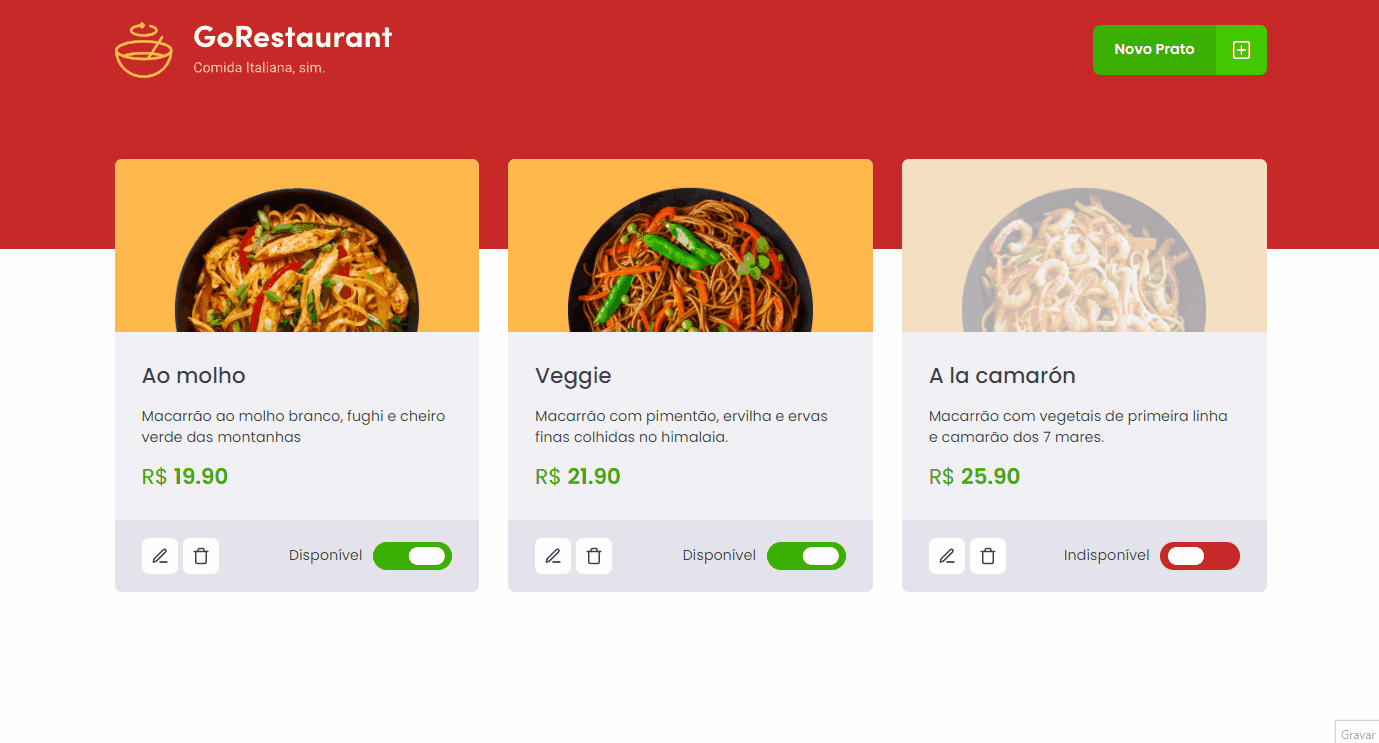 GoRestaurant
Comida Italiana, sim.
Novo Prato
Ao molho
Macarrão ao molho branco, fughi e cheiro
verde das montanhas
R$ 19.90
Disponível
Veggie
Macarrão com pimentão, ervilha e ervas
finas colhidas no himalaia.
R$ 21.90
Disponível
A la camarón
Macarrão com vegetais de primeira linha
e camarão dos 7 mares.
R$ 25.90
Indisponível
Gravar